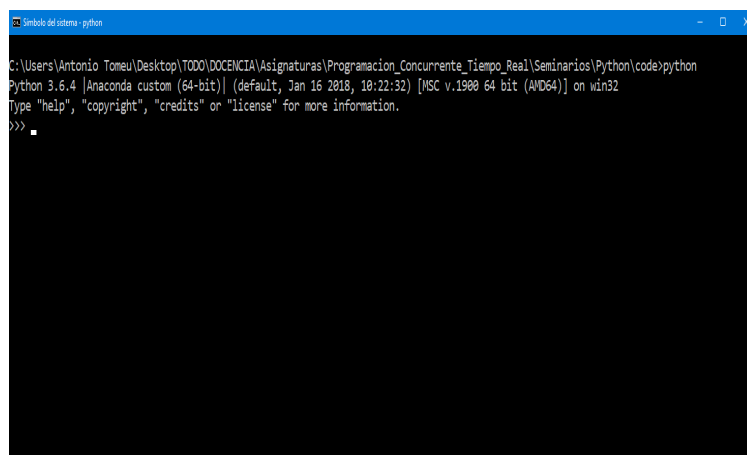 Símbolo del sistema - python
C:\Users\Antonio Tomeu\Desktop\TODO\DOCENCIA\Asignaturas\Programacion_Concurrente_Tiempo_Real\Seminarios\Python\code>python
Python 3.6.4 |Anaconda custom (64-bit)| (default, Jan 16 2018, 10:22:32) [MSC v.1900 64 bit (AMD64)] on win32
Type "help", "copyright", "credits" or "license" for more information.
>>>